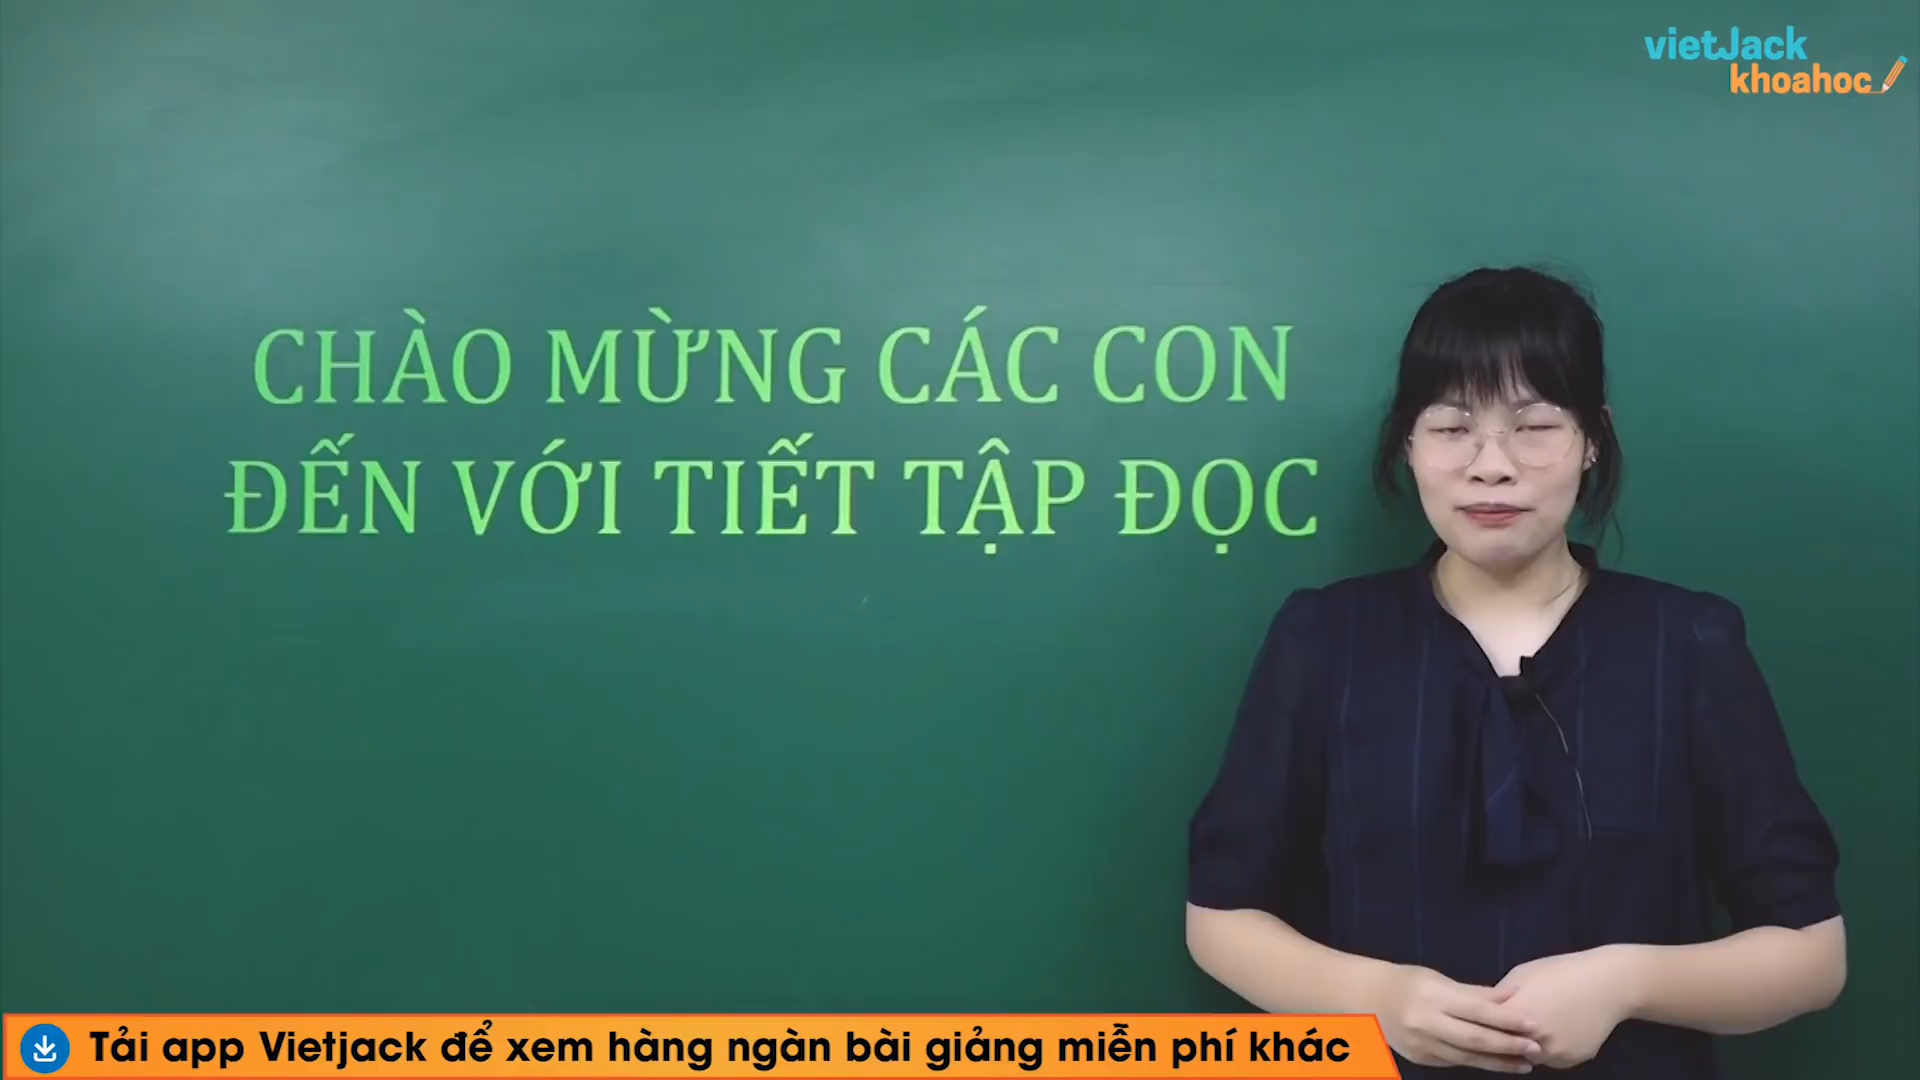 vietJack
khoahoc
CHÀO MỪNG CÁC CON
ĐẾN VỚI TIẾT TẬP ĐỌC
Tải app Vietjack để xem hàng ngàn bài giảng miễn phí khác